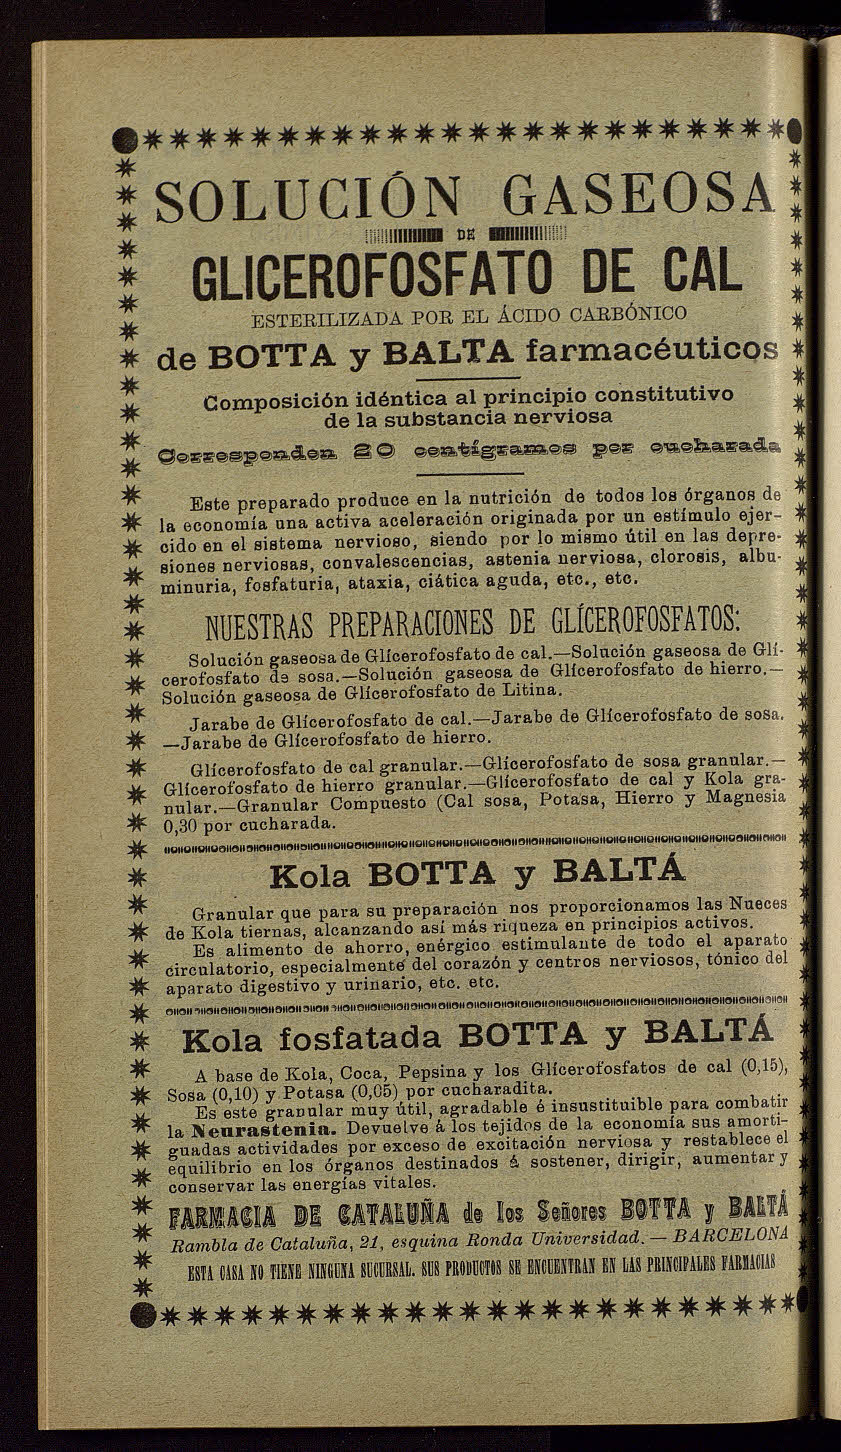 SOLUCIÓN GASEOSA
DE
GLICEROFOSFATO DE CAL
ESTERILIZADA POR EL ÁCIDO CARBÓNICO
de BOTTA y BALTA farmacéuticos
Composición idéntica al principio constitutivo
de la substancia nerviosa
Corresponden 20 centígramos por cucharada
Este preparado produce en la nutrición de todos los órganos de
la economía una activa aceleración originada por un estímulo ejer-
cido en el sistema nervioso, siendo por lo mismo útil en las depre-
siones nerviosas, convalescencias, astenia nerviosa, clorosis, albu-
minuria, fosfaturia, ataxia, ciática aguda, etc., etc.
NUESTRAS PREPARACIONES DE GLÍCEROFOSFATOS:
Solución gaseosa de Glícerofosfato de cal.—Solución gaseosa de Glí-
cerofosfato de sosa.—Solución gaseosa de Glícerofosfato de hierro.—
Solución gaseosa de Glícerofosfato de Litina.
Jarabe de Glícerofosfato de cal.—Jarabe de Glícerofosfato de sosa.
—Jarabe de Glícerofosfato de hierro.
Glícerofosfato de cal granular.—Glícerofosfato de sosa granular.—
Glícerofosfato de hierro granular.—Glícerofosfato de cal y Kola gra-
nular.—Granular Compuesto (Cal sosa, Potasa, Hierro y Magnesia
0,30 por cucharada.
Kola BOTTA y BALTÁ
Granular que para su preparación nos proporcionamos las Nueces
de Kola tiernas, alcanzando así más riqueza en principios activos.
Es alimento de ahorro, enérgico estimulante de todo el aparato
circulatorio, especialmente del corazón y centros nerviosos, tónico del
aparato digestivo y urinario, etc. etc.
Kola fosfatada BOTTA y BALTÁ
A base de Kola, Coca, Pepsina y los Glícerofosfatos de cal (0,15),
Sosa (0,10) y Potasa (0,05) por cucharadita.
Es este granular muy útil, agradable é insustituible para combatir
la Neurastenia. Devuelve á los tejidos de la economía sus amorti-
guadas actividades por exceso de excitación nerviosa y restablece el
equilibrio en los órganos destinados á sostener, dirigir, aumentar y
conservar las energías vitales.
FARMACIA DE CATALUÑA de los Señores BOTTA y BALTÁ
Rambla de Cataluña, 21, esquina Ronda Universidad.—BARCELONA
ESTA CASA NO TIENE NINGUNA SUCURSAL. SUS PRODUCTOS SE ENCUENTRAN EN LAS PRINCIPALES FARMACIAS